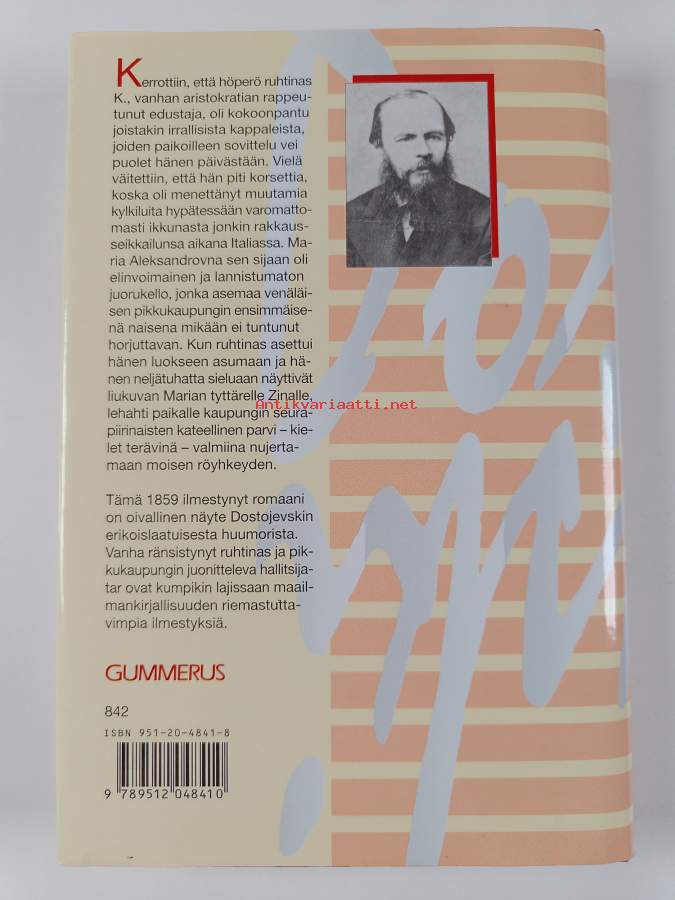 Kerrottiin, että höperö ruhtinas
K., vanhan aristokratian rappeu-
tunut edustaja, oli kokoonpantu
joistakin irrallisista kappaleista,
joiden paikoilleen sovittelu vei
puolet hänen päivästään. Vielä
väitettiin, että hän piti korsettia,
koska oli menettänyt muutamia
kylkiluita hypätessään varomatto-
masti ikkunasta jonkin rakkaus-
seikkailunsa aikana Italiassa. Ma-
ria Aleksandrovna sen sijaan oli
elinvoimainen ja lannistumaton
juorukello, jonka asemaa venäläi-
sen pikkukaupungin ensimmäise-
nä naisena mikään ei tuntunut
horjuttavan. Kun ruhtinas asettui
hänen luokseen asumaan ja hä-
nen neljätuhatta sieluaan näyttivät
liukuvan Marian tyttärelle Zinalle,
lehahti paikalle kaupungin seura-
piirinaisten kateellinen parvi – kie-
let terävinä – valmiina nujerta-
maan moisen röyhkeyden.
Antikvariaatti.net
Tämä 1859 ilmestynyt romaani
on oivallinen näyte Dostojevskin
erikoislaatuisesta huumorista.
Vanha ränsistynyt ruhtinas ja pik-
kukaupungin juonitteleva hallitsija-
tar ovat kumpikin lajissaan maail-
mankirjallisuuden riemastutta-
vimpia ilmestyksiä.
GUMMERUS
842
ISBN 951-20-4841-8
9 789512 048410